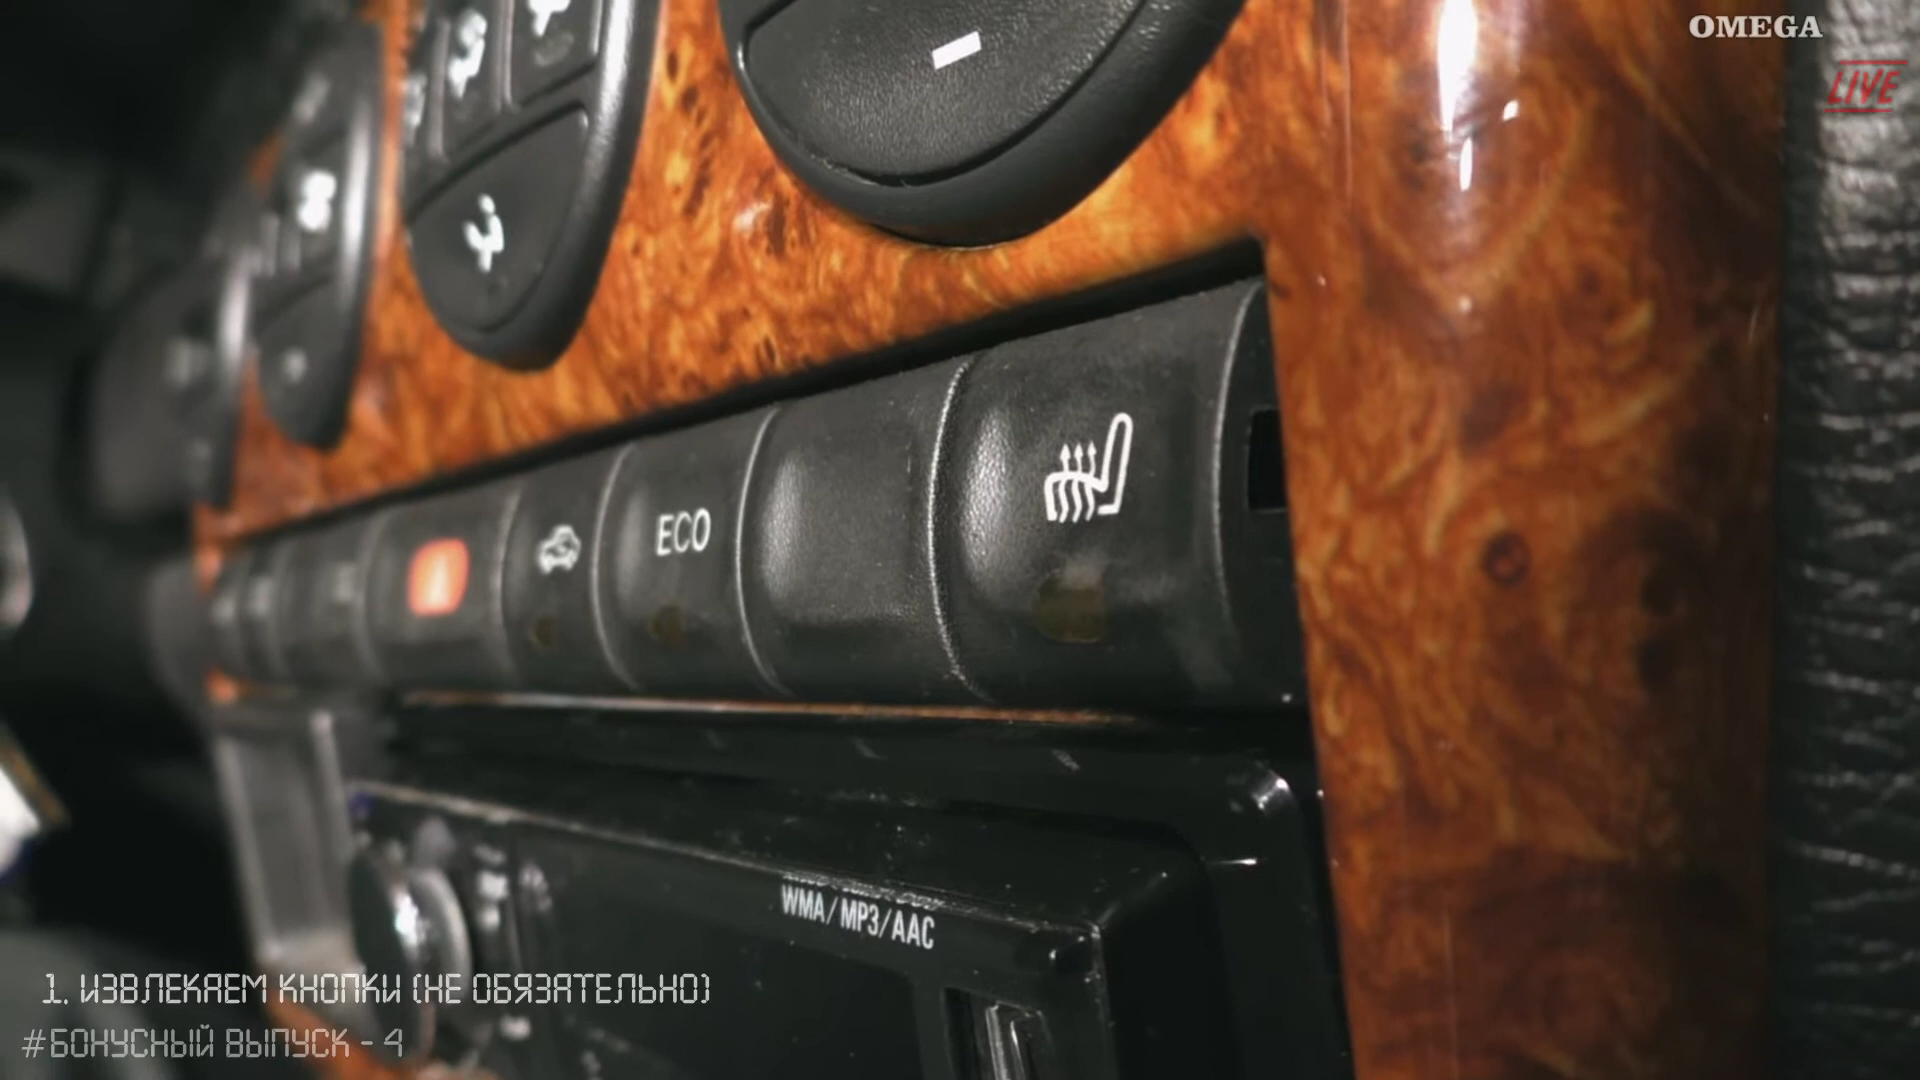 OMEGA
LIVE
ECO
WMA/MP3/AAC
1. ИЗВЛЕКАЕМ КНОПКИ (НЕ ОБЯЗАТЕЛЬНО)
#БОНУСНЫЙ ВЫПУСК - 4